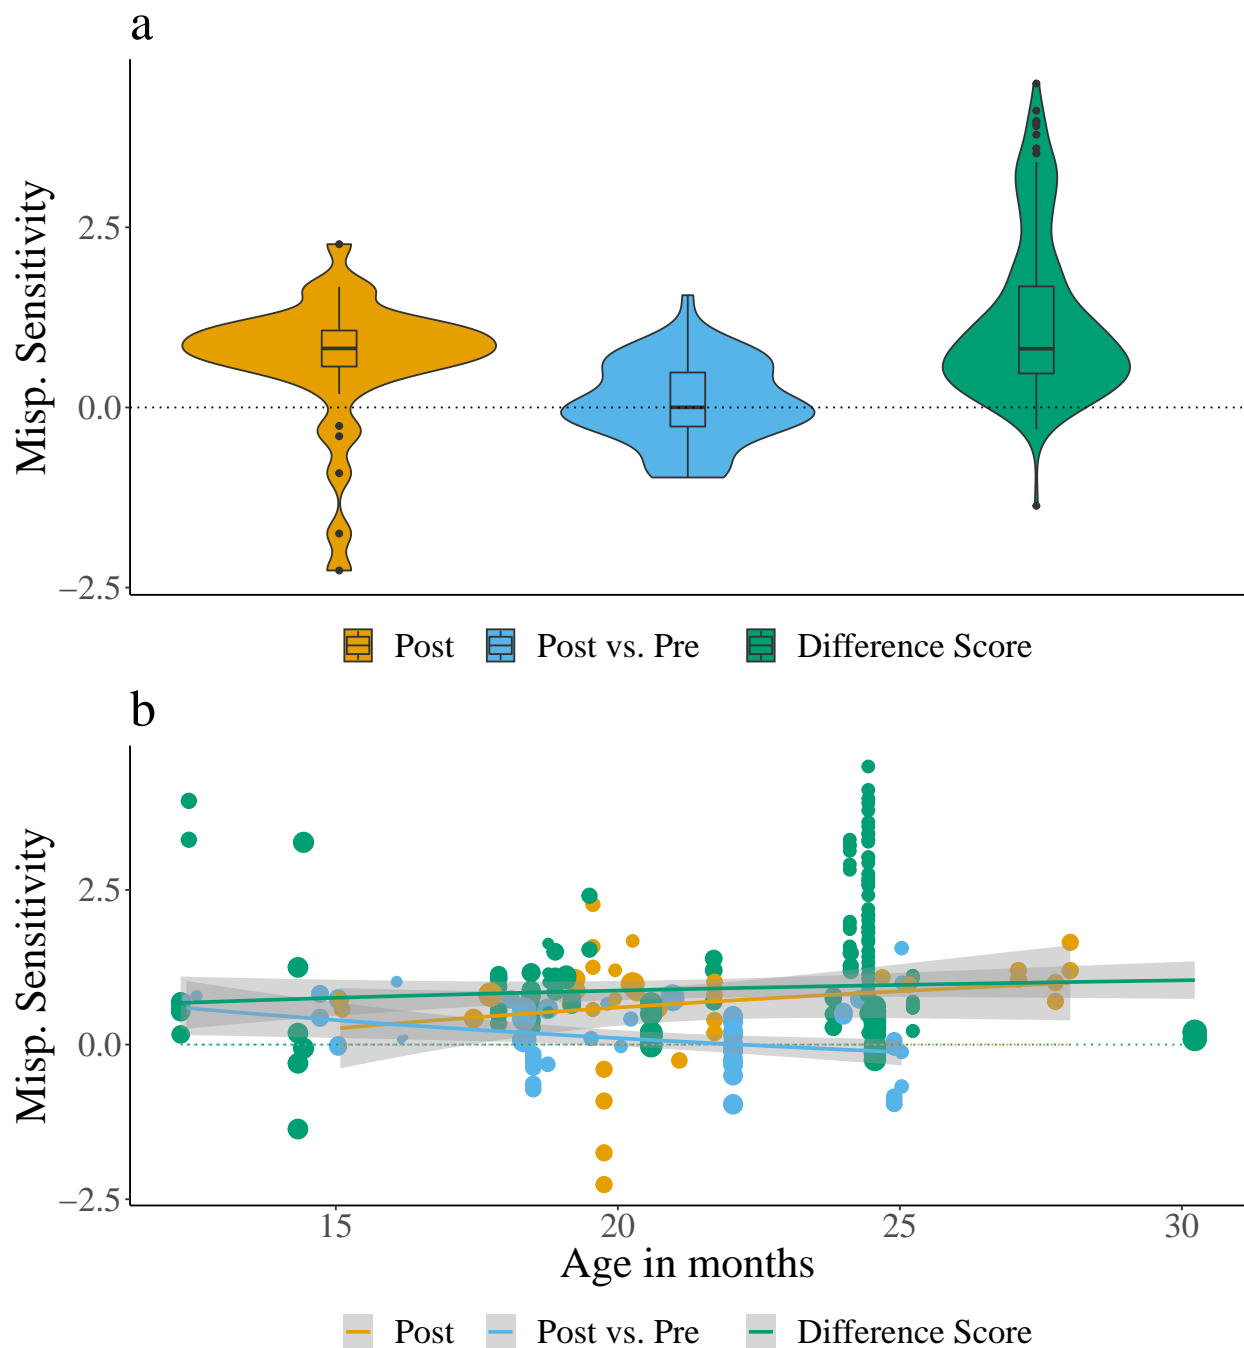 a
Misp. Sensitivity
2.5
0.0
−2.5
Post
Post vs. Pre
Difference Score
b
Misp. Sensitivity
2.5
0.0
−2.5
15
20
25
30
Age in months
Post
Post vs. Pre
Difference Score